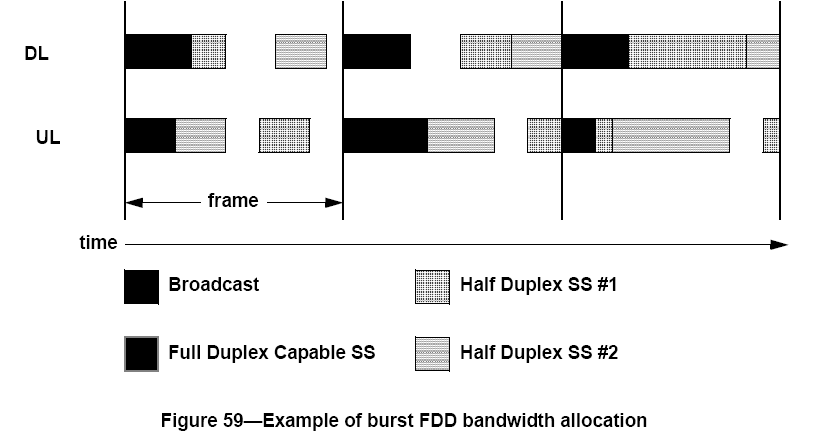 DL
UL
frame
time
Broadcast
Half Duplex SS #1
Full Duplex Capable SS
Half Duplex SS #2
Figure 59—Example of burst FDD bandwidth allocation